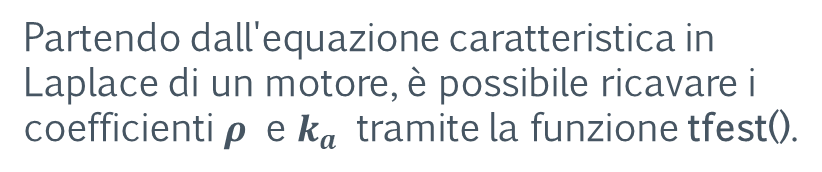 Partendo dall'equazione caratteristica in
Laplace di un motore, è possibile ricavare i
coefficienti ρ e kₐ tramite la funzione tfest().